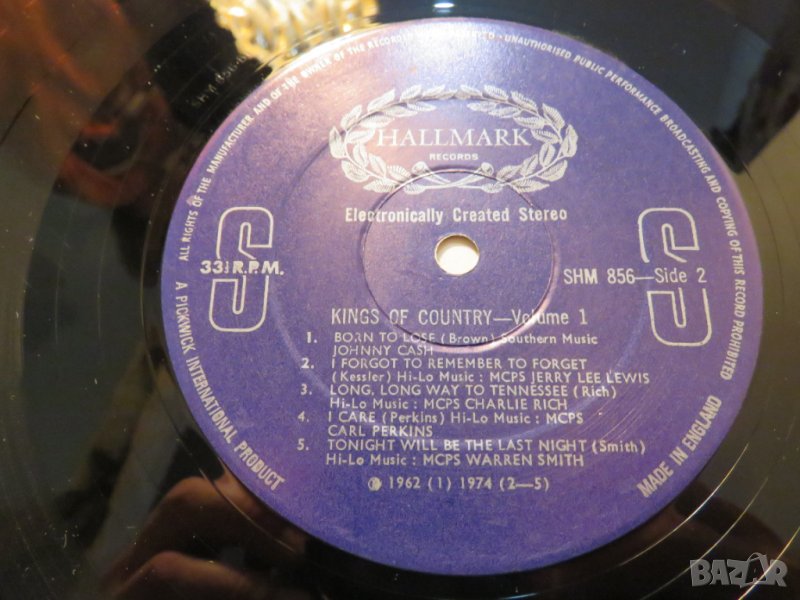 ALL RIGHTS OF THE MANUFACTURER AND OF THE OWNER OF THE RECORDED
UNAUTHORISED PUBLIC PERFORMANCE BROADCASTING AND COPYING OF THIS RECORD PROHIBITED
HALLMARK
RECORDS
Electronically Created Stereo
S S
33⅓ R.P.M.
SHM 856—Side 2
KINGS OF COUNTRY—Volume 1
1. BORN TO LOSE (Brown) Southern Music
JOHNNY CASH
2. I FORGOT TO REMEMBER TO FORGET
(Kessler) Hi-Lo Music : MCPS JERRY LEE LEWIS
3. LONG, LONG WAY TO TENNESSEE (Rich)
Hi-Lo Music : MCPS CHARLIE RICH
4. I CARE (Perkins) Hi-Lo Music : MCPS
CARL PERKINS
5. TONIGHT WILL BE THE LAST NIGHT (Smith)
Hi-Lo Music : MCPS WARREN SMITH
℗ 1962 (1) 1974 (2—5)
A PICKWICK INTERNATIONAL PRODUCT
MADE IN ENGLAND
BAZAR